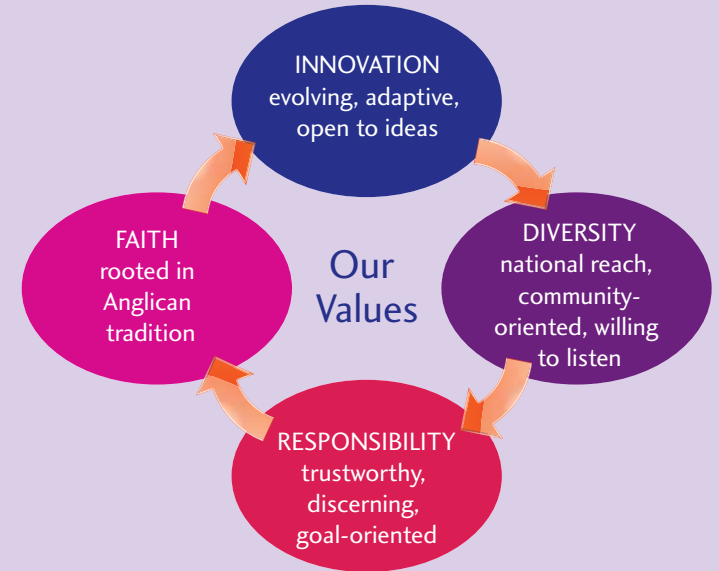 INNOVATION
evolving, adaptive,
open to ideas
DIVERSITY
national reach,
community-
oriented, willing
to listen
RESPONSIBILITY
trustworthy,
discerning,
goal-oriented
FAITH
rooted in
Anglican
tradition
Our
Values